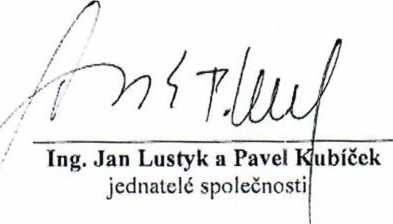 Ing. Jan Lustyk a Pavel Kubíček
jednatelé společnosti